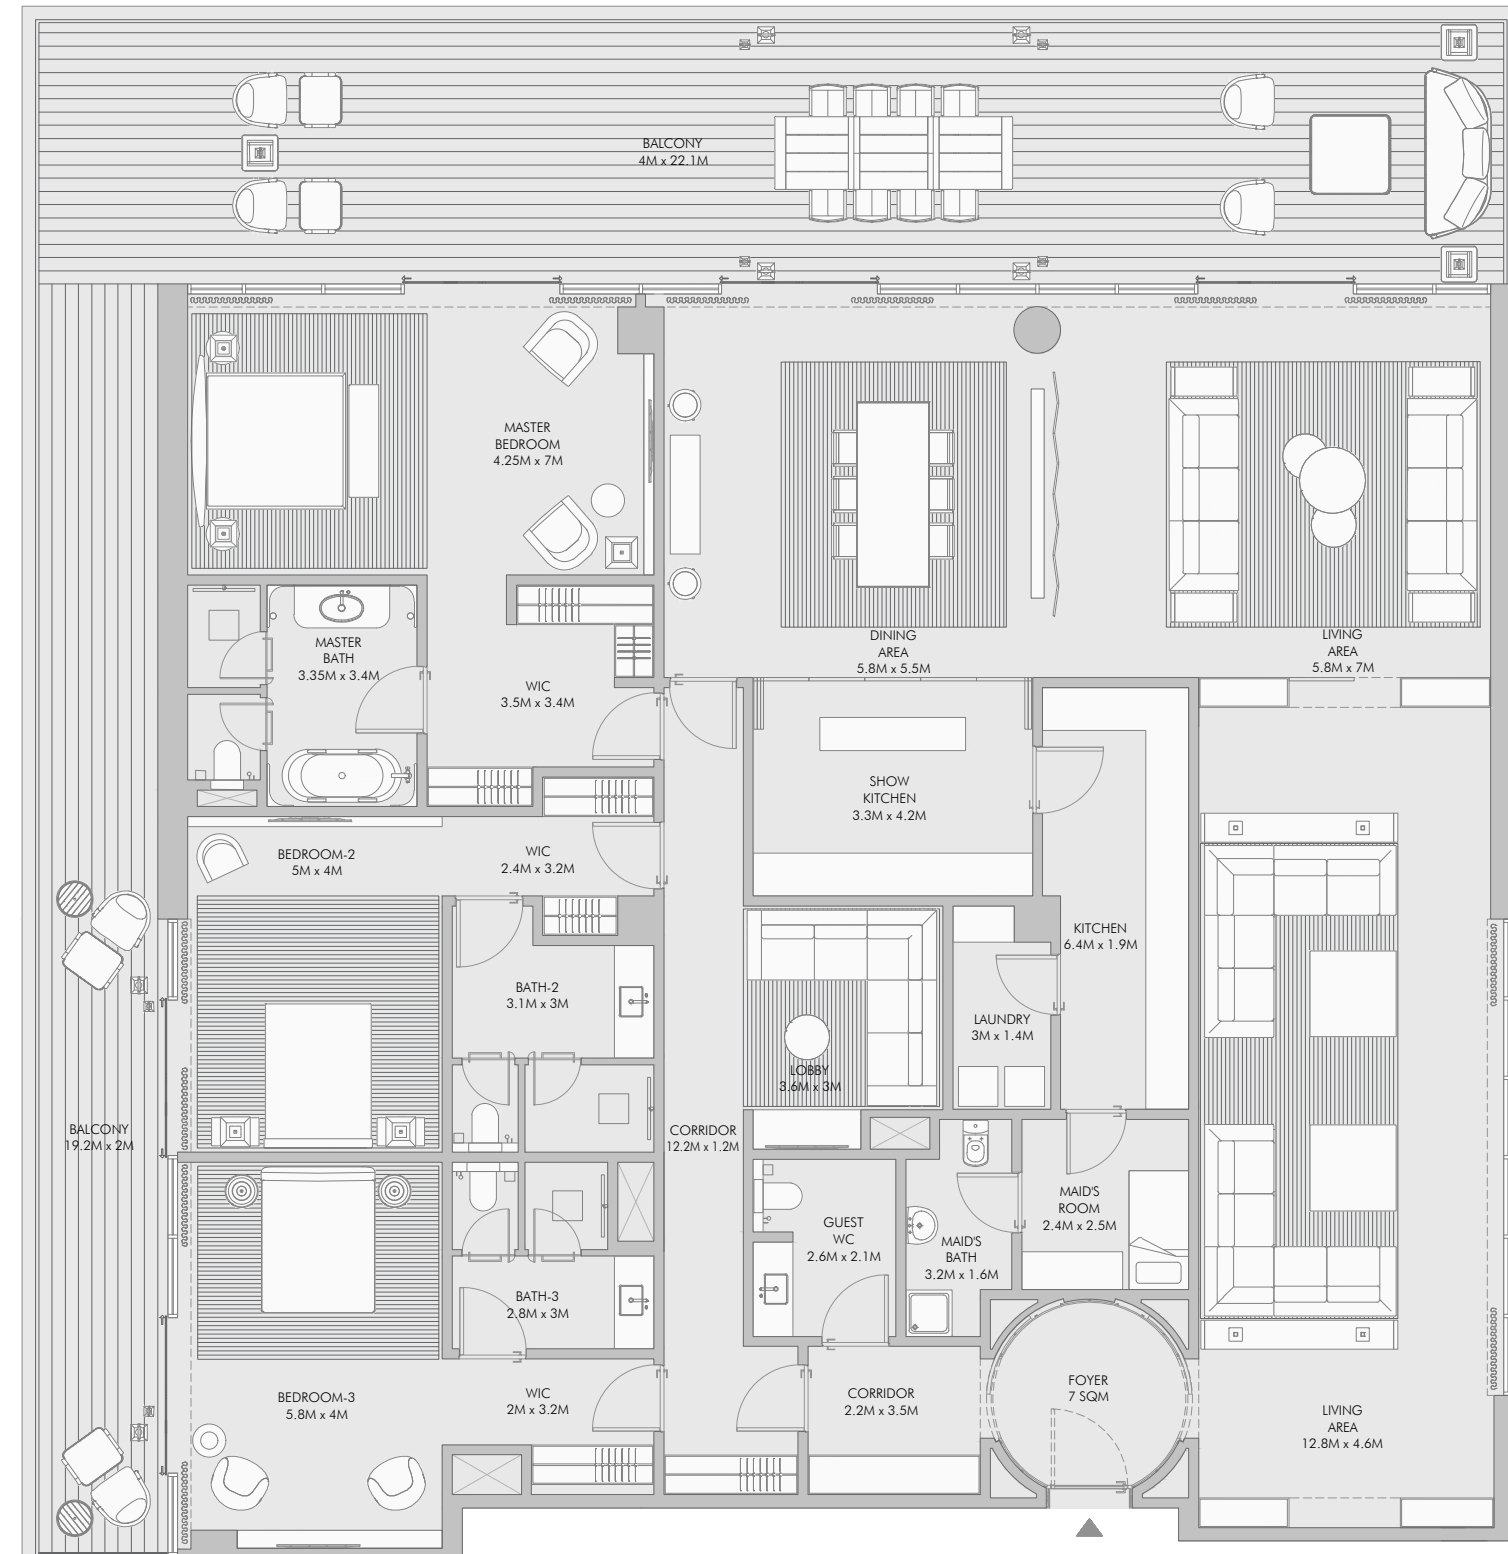 BALCONY
4M x 22.1M
MASTER
BEDROOM
4.25M x 7M
DINING
AREA
5.8M x 5.5M
LIVING
AREA
5.8M x 7M
MASTER
BATH
3.35M x 3.4M
WIC
3.5M x 3.4M
SHOW
KITCHEN
3.3M x 4.2M
BEDROOM-2
5M x 4M
WIC
2.4M x 3.2M
KITCHEN
6.4M x 1.9M
BATH-2
3.1M x 3M
LAUNDRY
3M x 1.4M
LOBBY
3.6M x 3M
BALCONY
19.2M x 2M
CORRIDOR
12.2M x 1.2M
MAID'S
ROOM
2.4M x 2.5M
GUEST
WC
2.6M x 2.1M
MAID'S
BATH
3.2M x 1.6M
BATH-3
2.8M x 3M
BEDROOM-3
5.8M x 4M
WIC
2M x 3.2M
CORRIDOR
2.2M x 3.5M
FOYER
7 SQM
LIVING
AREA
12.8M x 4.6M